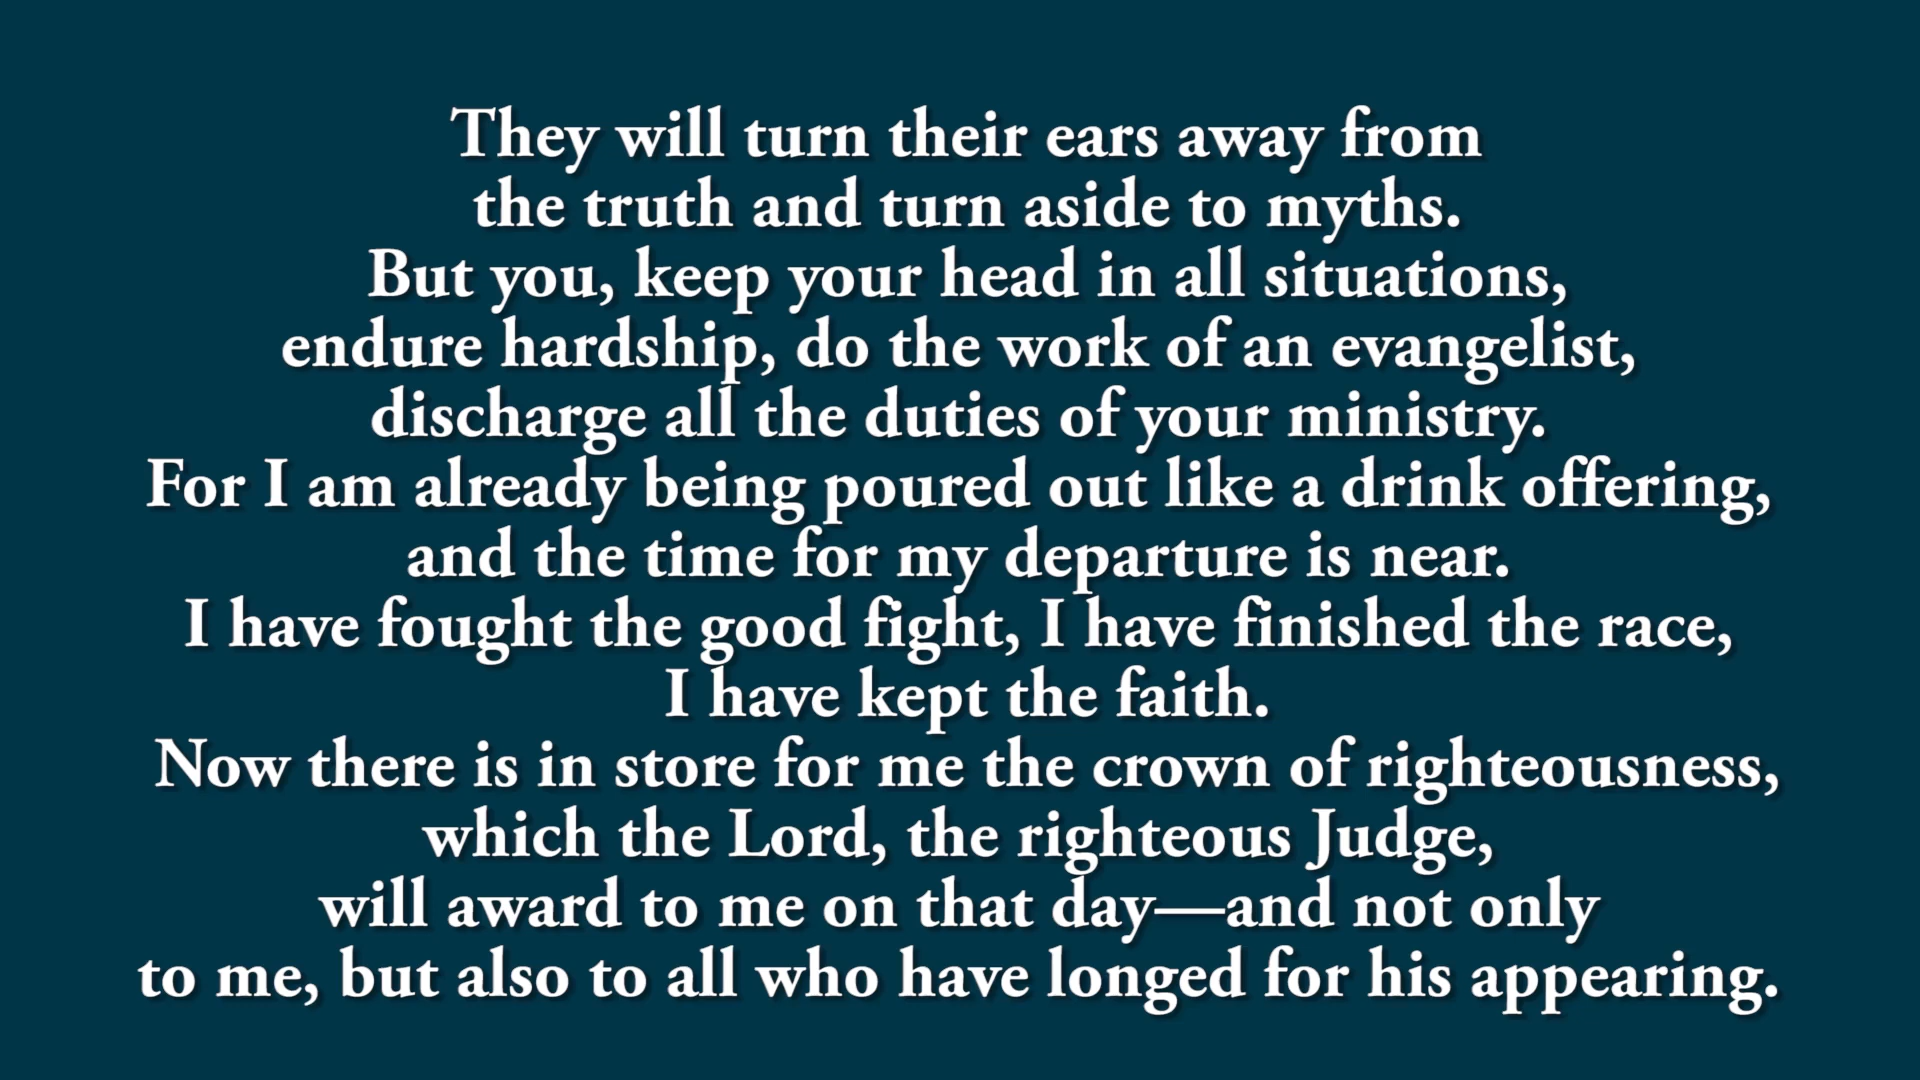 They will turn their ears away from
the truth and turn aside to myths.
But you, keep your head in all situations,
endure hardship, do the work of an evangelist,
discharge all the duties of your ministry.
For I am already being poured out like a drink offering,
and the time for my departure is near.
I have fought the good fight, I have finished the race,
I have kept the faith.
Now there is in store for me the crown of righteousness,
which the Lord, the righteous Judge,
will award to me on that day—and not only
to me, but also to all who have longed for his appearing.